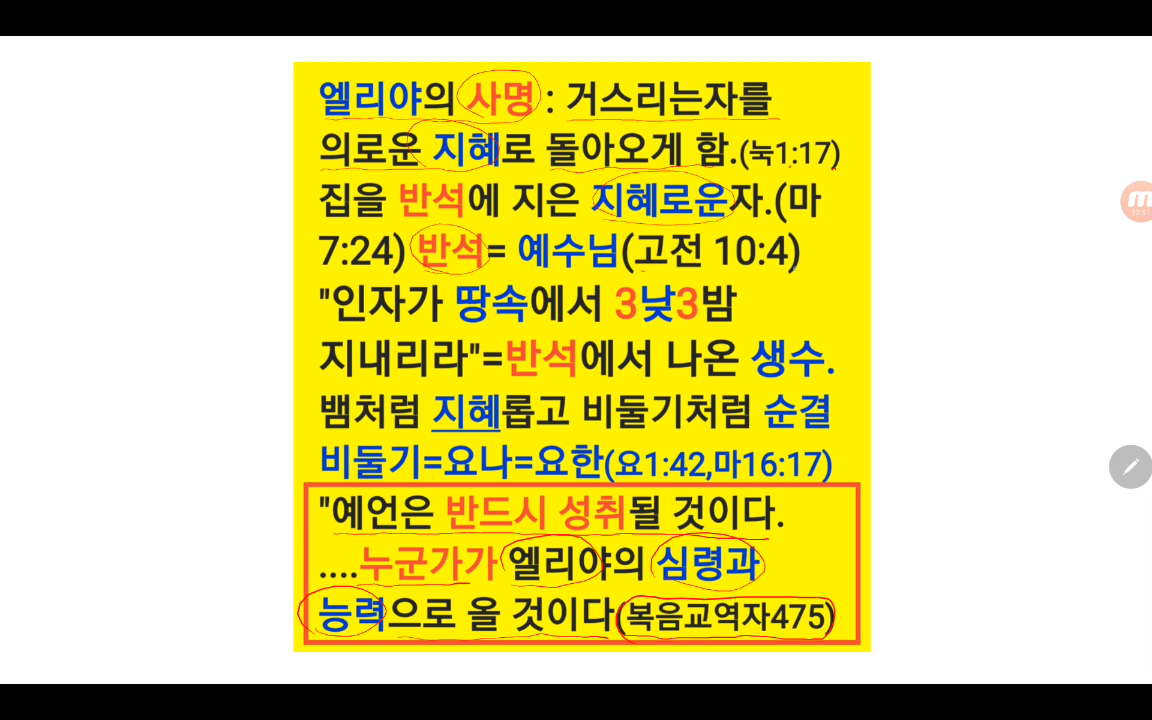 엘리야의 사명 : 거스리는자를
의로운 지혜로 돌아오게 함.(눅1:17)
집을 반석에 지은 지혜로운자.(마
7:24) 반석= 예수님(고전 10:4)
"인자가 땅속에서 3낮3밤
지내리라"=반석에서 나온 생수.
뱀처럼 지혜롭고 비둘기처럼 순결
비둘기=요나=요한(요1:42,마16:17)
"예언은 반드시 성취될 것이다.
....누군가가 엘리야의 심령과
능력으로 올 것이다(복음교역자475)
12:51